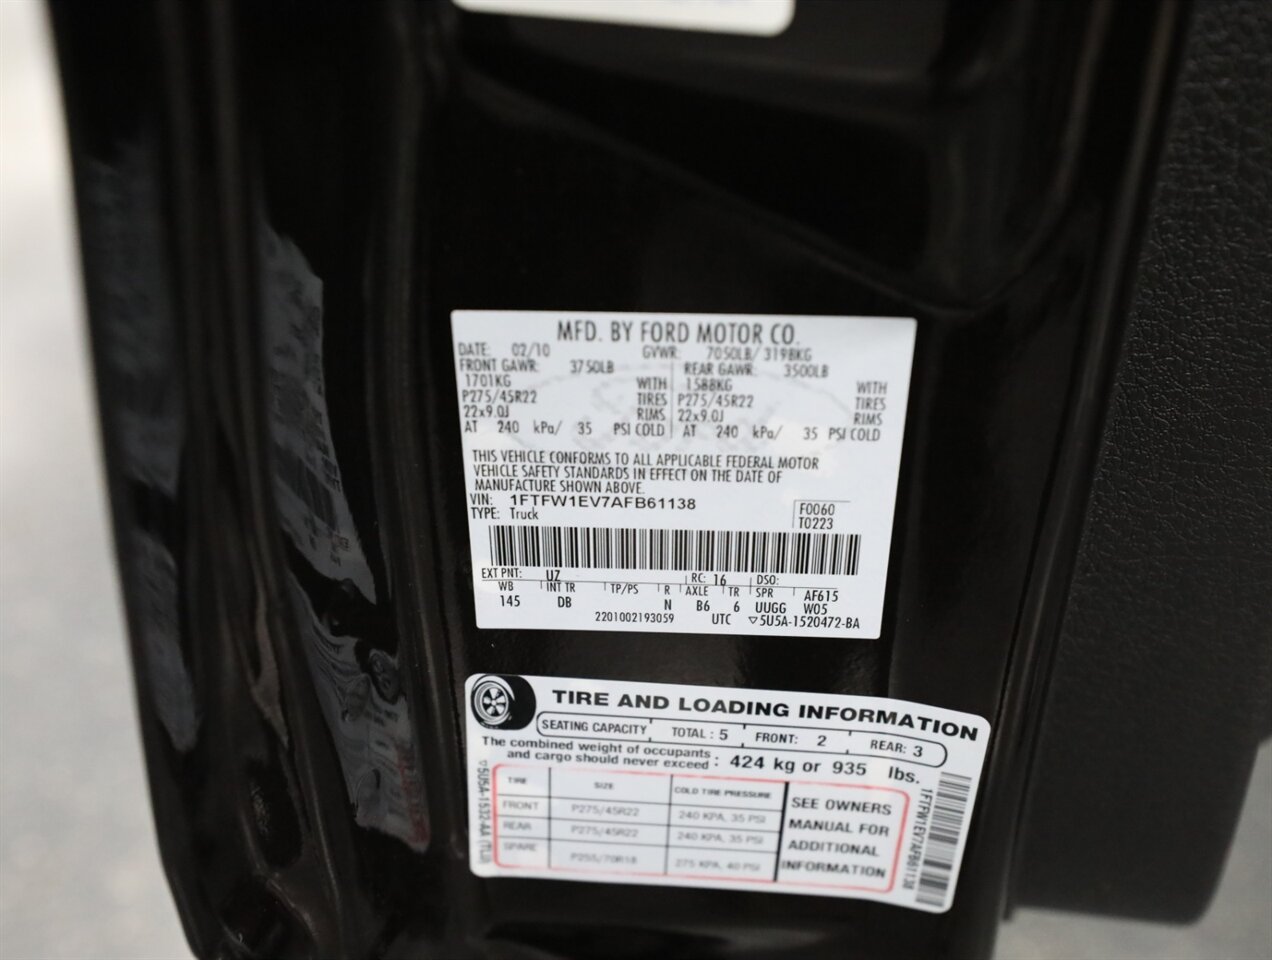 MFD. BY FORD MOTOR CO.
DATE: 02/10 GVWR: 7050LB/ 3198KG
FRONT GAWR: 3750LB REAR GAWR: 3500LB
1701KG WITH 1588KG WITH
P275/45R22 TIRES P275/45R22 TIRES
22x9.0J RIMS 22x9.0J RIMS
AT 240 kPa/ 35 PSI COLD AT 240 kPa/ 35 PSI COLD
THIS VEHICLE CONFORMS TO ALL APPLICABLE FEDERAL MOTOR
VEHICLE SAFETY STANDARDS IN EFFECT ON THE DATE OF
MANUFACTURE SHOWN ABOVE.
VIN: 1FTFW1EV7AFB61138 F0060
TYPE: Truck T0223
EXT PNT: UZ RC: 16 DSO:
WB INT TR TP/PS R AXLE TR SPR AF615
145 DB N B6 6 UUGG W05
2201002193059 UTC ▽5U5A-1520472-BA
TIRE AND LOADING INFORMATION
SEATING CAPACITY TOTAL : 5 FRONT: 2 REAR: 3
The combined weight of occupants
and cargo should never exceed : 424 kg or 935 lbs.
TIRE SIZE COLD TIRE PRESSURE
FRONT P275/45R22 240 KPA, 35 PSI
REAR P275/45R22 240 KPA, 35 PSI
SPARE P255/70R18 275 KPA, 40 PSI
SEE OWNERS
MANUAL FOR
ADDITIONAL
INFORMATION
▽5U5A-1532-AA (TLU)
1FTFW1EV7AFB61138